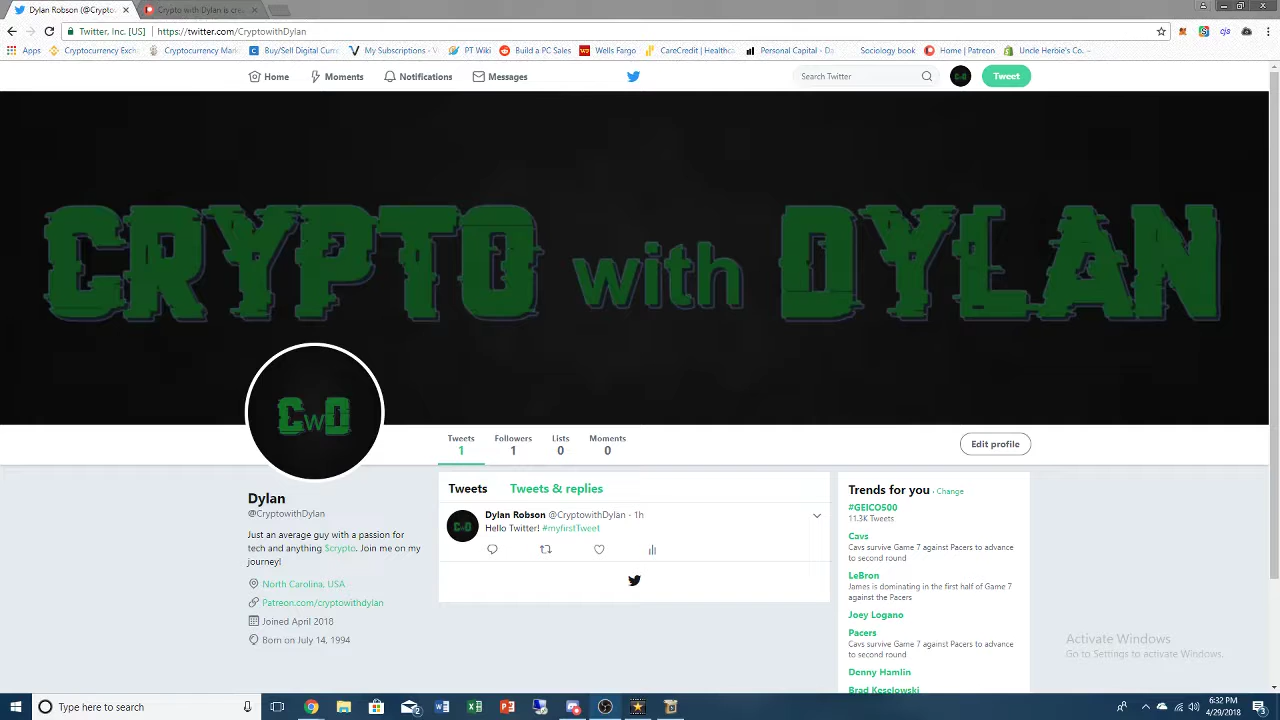 Dylan Robson (@Crypto
Crypto with Dylan is cre
Twitter, Inc. [US]
https://twitter.com/CryptowithDylan
Apps
Cryptocurrency Exch
Cryptocurrency Mark
Buy/Sell Digital Curre
My Subscriptions - Y
PT Wiki
Build a PC Sales
Wells Fargo
CareCredit | Healthca
Personal Capital - Da
Sociology book
Home | Patreon
Uncle Herbie's Co. -
Home
Moments
Notifications
Messages
Search Twitter
CwD
Tweet
CRYPTO with DYLAN
CwD
Tweets
1
Followers
1
Lists
0
Moments
0
Edit profile
Dylan
@CryptowithDylan
Just an average guy with a passion for
tech and anything $crypto. Join me on my
journey!
North Carolina, USA
Patreon.com/cryptowithdylan
Joined April 2018
Born on July 14, 1994
Tweets
Tweets & replies
CwD
Dylan Robson @CryptowithDylan · 1h
Hello Twitter! #myfirstTweet
Trends for you · Change
#GEICO500
11.3K Tweets
Cavs
Cavs survive Game 7 against Pacers to advance
to second round
LeBron
James is dominating in the first half of Game 7
against the Pacers
Joey Logano
Pacers
Cavs survive Game 7 against Pacers to advance
to second round
Denny Hamlin
Brad Keselowski
Activate Windows
Go to Settings to activate Windows.
Type here to search
6:32 PM
4/29/2018